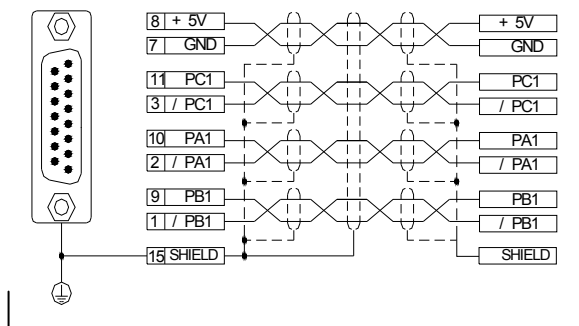 8 + 5V + 5V
7 GND GND
11 PC1 PC1
3 / PC1 / PC1
10 PA1 PA1
2 / PA1 / PA1
9 PB1 PB1
1 / PB1 / PB1
15 SHIELD SHIELD